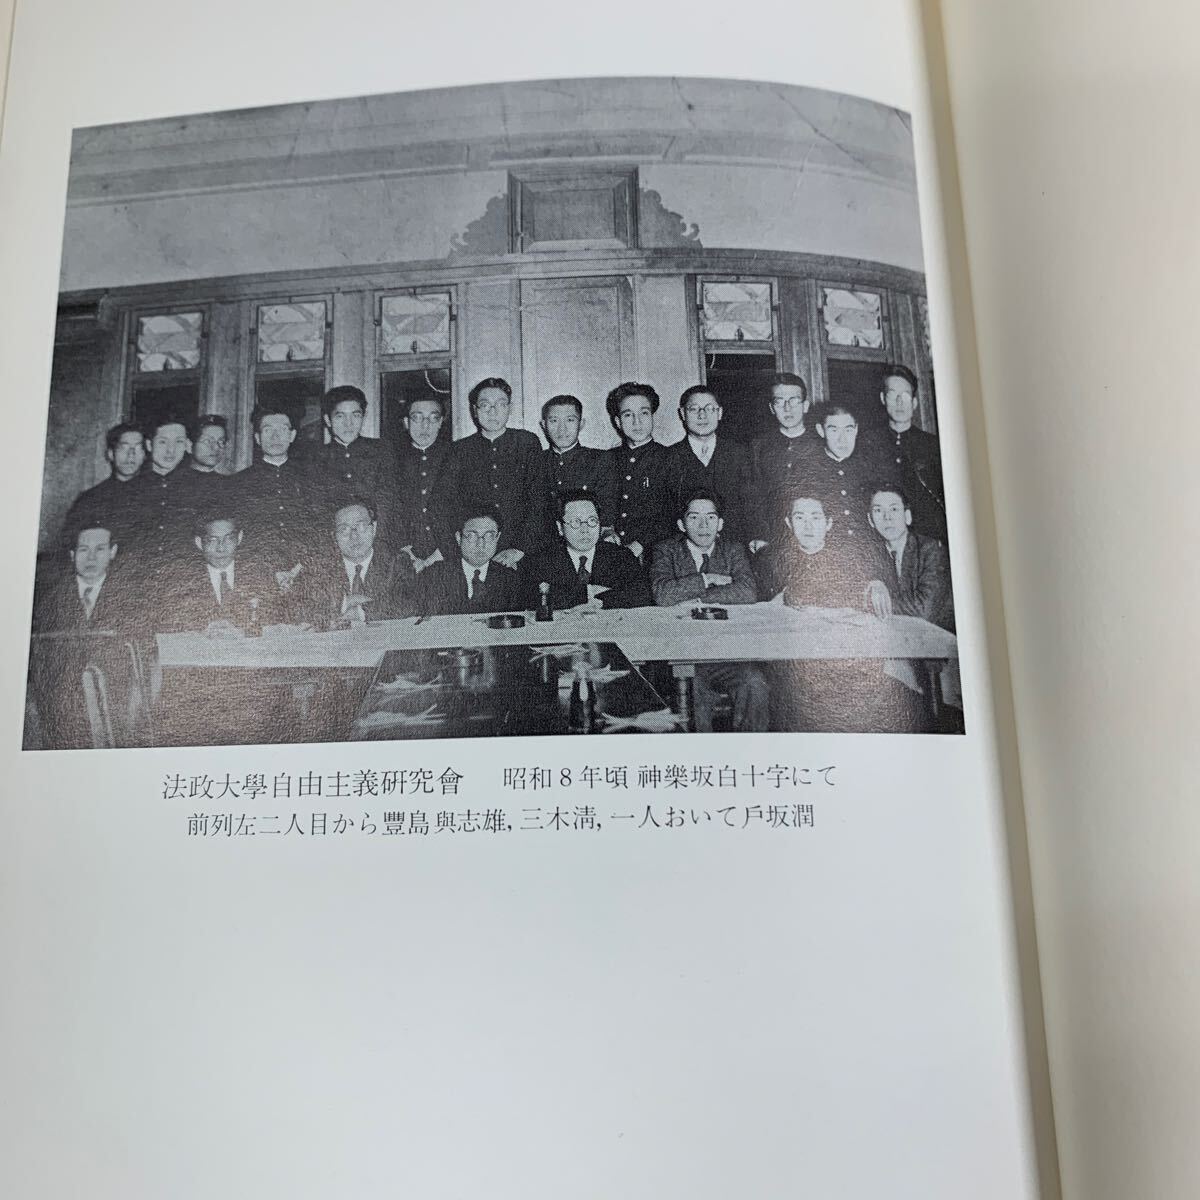 法政大學自由主義硏究會　昭和8年頃 神樂坂白十字にて
前列左二人目から豐島與志雄, 三木淸, 一人おいて戶坂潤